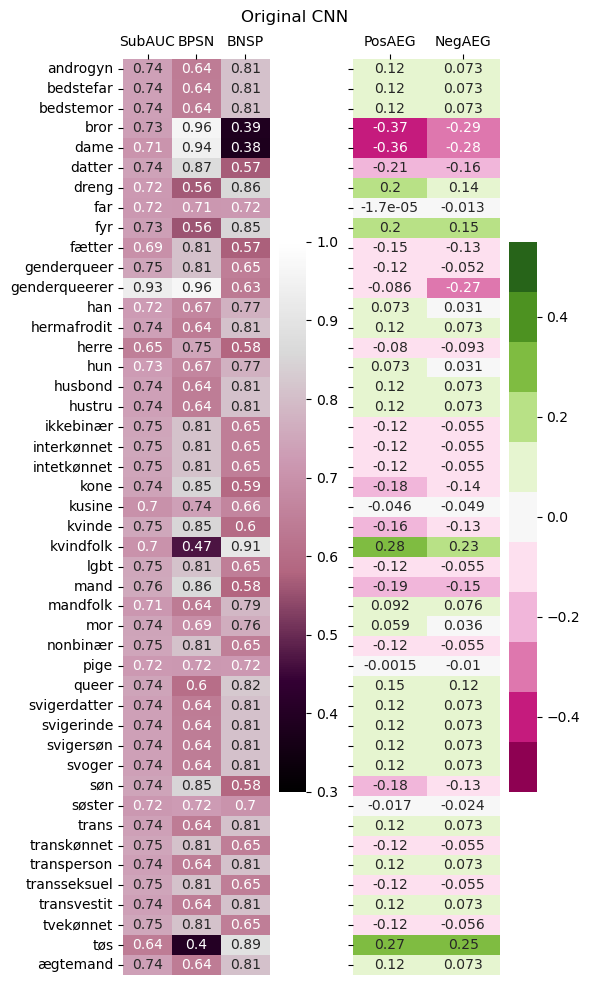 Original CNN
SubAUC BPSN BNSP PosAEG NegAEG
androgyn 0.74 0.64 0.81 0.12 0.073
bedstefar 0.74 0.64 0.81 0.12 0.073
bedstemor 0.74 0.64 0.81 0.12 0.073
bror 0.73 0.96 0.39 -0.37 -0.29
dame 0.71 0.94 0.38 -0.36 -0.28
datter 0.74 0.87 0.57 -0.21 -0.16
dreng 0.72 0.56 0.86 0.2 0.14
far 0.72 0.71 0.72 -1.7e-05 -0.013
fyr 0.73 0.56 0.85 0.2 0.15
fætter 0.69 0.81 0.57 -0.15 -0.13
genderqueer 0.75 0.81 0.65 -0.12 -0.052
genderqueerer 0.93 0.96 0.63 -0.086 -0.27
han 0.72 0.67 0.77 0.073 0.031
hermafrodit 0.74 0.64 0.81 0.12 0.073
herre 0.65 0.75 0.58 -0.08 -0.093
hun 0.73 0.67 0.77 0.073 0.031
husbond 0.74 0.64 0.81 0.12 0.073
hustru 0.74 0.64 0.81 0.12 0.073
ikkebinær 0.75 0.81 0.65 -0.12 -0.055
interkønnet 0.75 0.81 0.65 -0.12 -0.055
intetkønnet 0.75 0.81 0.65 -0.12 -0.055
kone 0.74 0.85 0.59 -0.18 -0.14
kusine 0.7 0.74 0.66 -0.046 -0.049
kvinde 0.75 0.85 0.6 -0.16 -0.13
kvindfolk 0.7 0.47 0.91 0.28 0.23
lgbt 0.75 0.81 0.65 -0.12 -0.055
mand 0.76 0.86 0.58 -0.19 -0.15
mandfolk 0.71 0.64 0.79 0.092 0.076
mor 0.74 0.69 0.76 0.059 0.036
nonbinær 0.75 0.81 0.65 -0.12 -0.055
pige 0.72 0.72 0.72 -0.0015 -0.01
queer 0.74 0.6 0.82 0.15 0.12
svigerdatter 0.74 0.64 0.81 0.12 0.073
svigerinde 0.74 0.64 0.81 0.12 0.073
svigersøn 0.74 0.64 0.81 0.12 0.073
svoger 0.74 0.64 0.81 0.12 0.073
søn 0.74 0.85 0.58 -0.18 -0.13
søster 0.72 0.72 0.7 -0.017 -0.024
trans 0.74 0.64 0.81 0.12 0.073
transkønnet 0.75 0.81 0.65 -0.12 -0.055
transperson 0.74 0.64 0.81 0.12 0.073
transseksuel 0.75 0.81 0.65 -0.12 -0.055
transvestit 0.74 0.64 0.81 0.12 0.073
tvekønnet 0.75 0.81 0.65 -0.12 -0.056
tøs 0.64 0.4 0.89 0.27 0.25
ægtemand 0.74 0.64 0.81 0.12 0.073
1.0
0.9
0.8
0.7
0.6
0.5
0.4
0.3
0.4
0.2
0.0
−0.2
−0.4